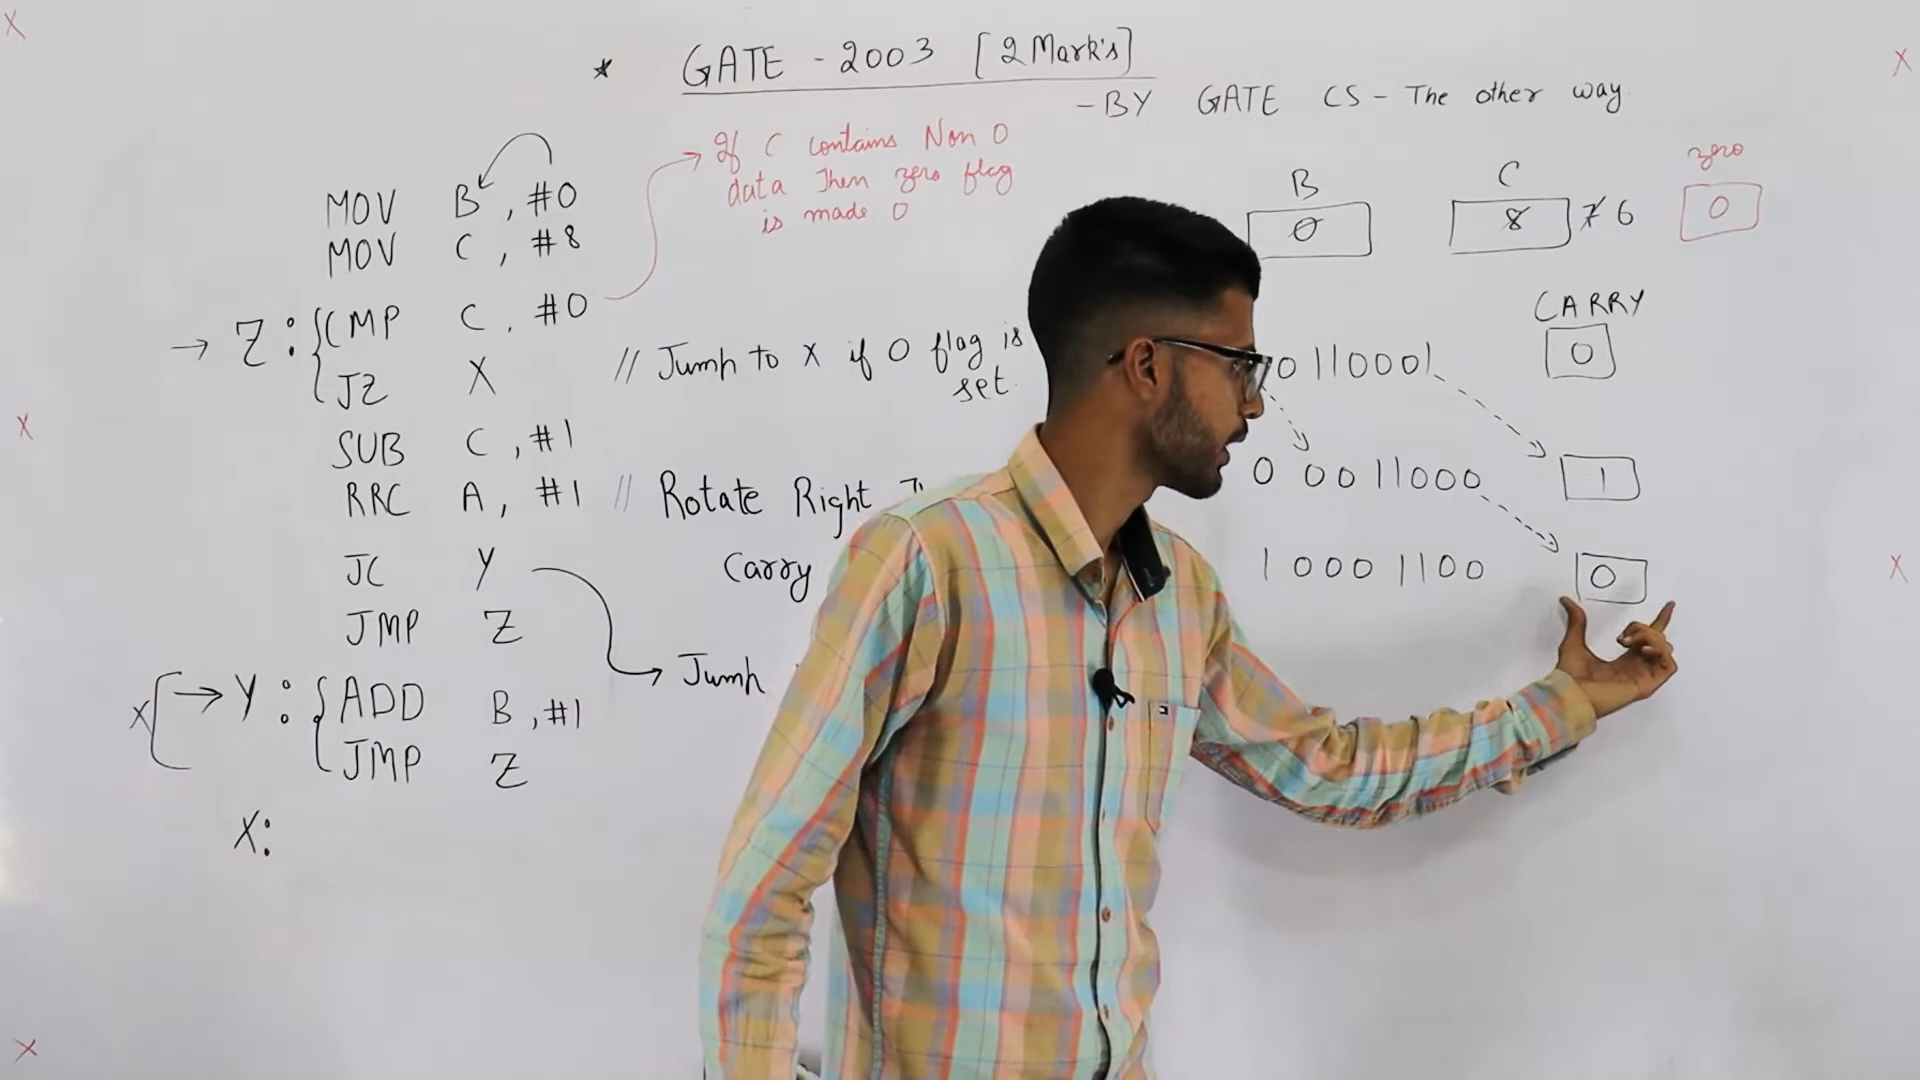 * GATE - 2003 [2 Mark's]
-BY GATE CS - The other way
If C contains Non 0
data Then zero flag
is made 0
MOV B, #0
MOV C, #8
→ Z: CMP C, #0
JZ X // Jump to X if 0 flag is
set.
SUB C, #1
RRC A, #1 // Rotate Right
Carry
JC Y
JMP Z
Jump
X → Y: ADD B, #1
JMP Z
X:
B C zero
0 8 7 6 0
CARRY
0110001 0
0 0011000 1
10001100 0